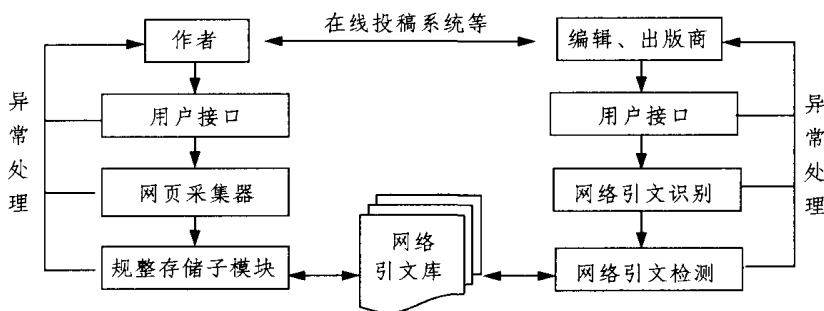 在线投稿系统等
作者
编辑、出版商
用户接口
用户接口
异常处理
异常处理
网页采集器
网络引文识别
网络
引文库
规整存储子模块
网络引文检测